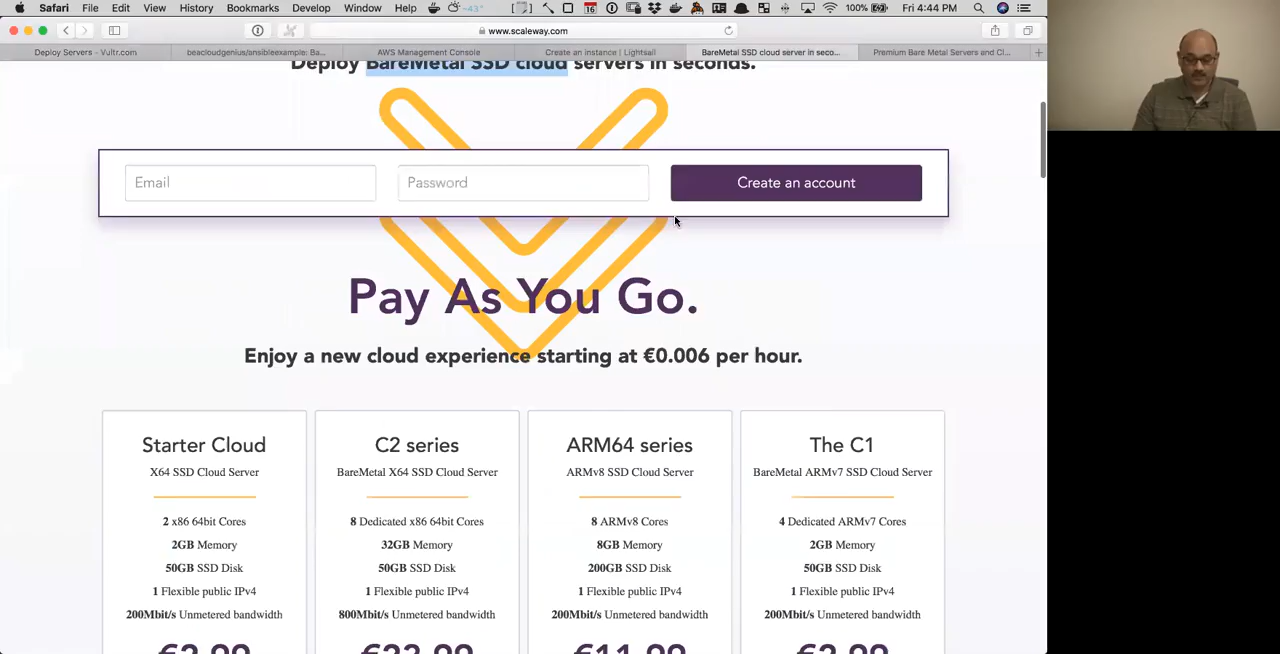 Safari File Edit View History Bookmarks Develop Window Help -43° 16 100% Fri 4:44 PM
www.scaleway.com
Deploy Servers - Vultr.com beacloudgenius/ansibleexample: Ba... AWS Management Console Create an instance | Lightsail BareMetal SSD cloud server in seco... Premium Bare Metal Servers and Cl...
Deploy BareMetal SSD cloud servers in seconds.
Email Password Create an account
Pay As You Go.
Enjoy a new cloud experience starting at €0.006 per hour.
Starter Cloud C2 series ARM64 series The C1
X64 SSD Cloud Server BareMetal X64 SSD Cloud Server ARMv8 SSD Cloud Server BareMetal ARMv7 SSD Cloud Server
2 x86 64bit Cores 8 Dedicated x86 64bit Cores 8 ARMv8 Cores 4 Dedicated ARMv7 Cores
2GB Memory 32GB Memory 8GB Memory 2GB Memory
50GB SSD Disk 50GB SSD Disk 200GB SSD Disk 50GB SSD Disk
1 Flexible public IPv4 1 Flexible public IPv4 1 Flexible public IPv4 1 Flexible public IPv4
200Mbit/s Unmetered bandwidth 800Mbit/s Unmetered bandwidth 200Mbit/s Unmetered bandwidth 200Mbit/s Unmetered bandwidth